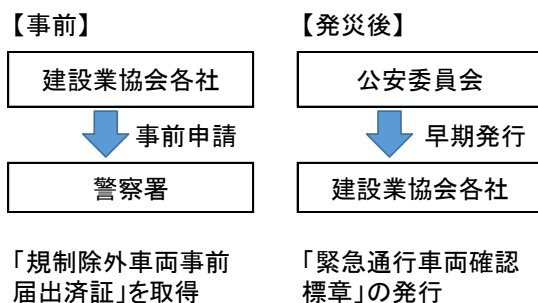 【事前】
建設業協会各社
事前申請
警察署
「規制除外車両事前
届出済証」を取得
【発災後】
公安委員会
早期発行
建設業協会各社
「緊急通行車両確認
標章」の発行